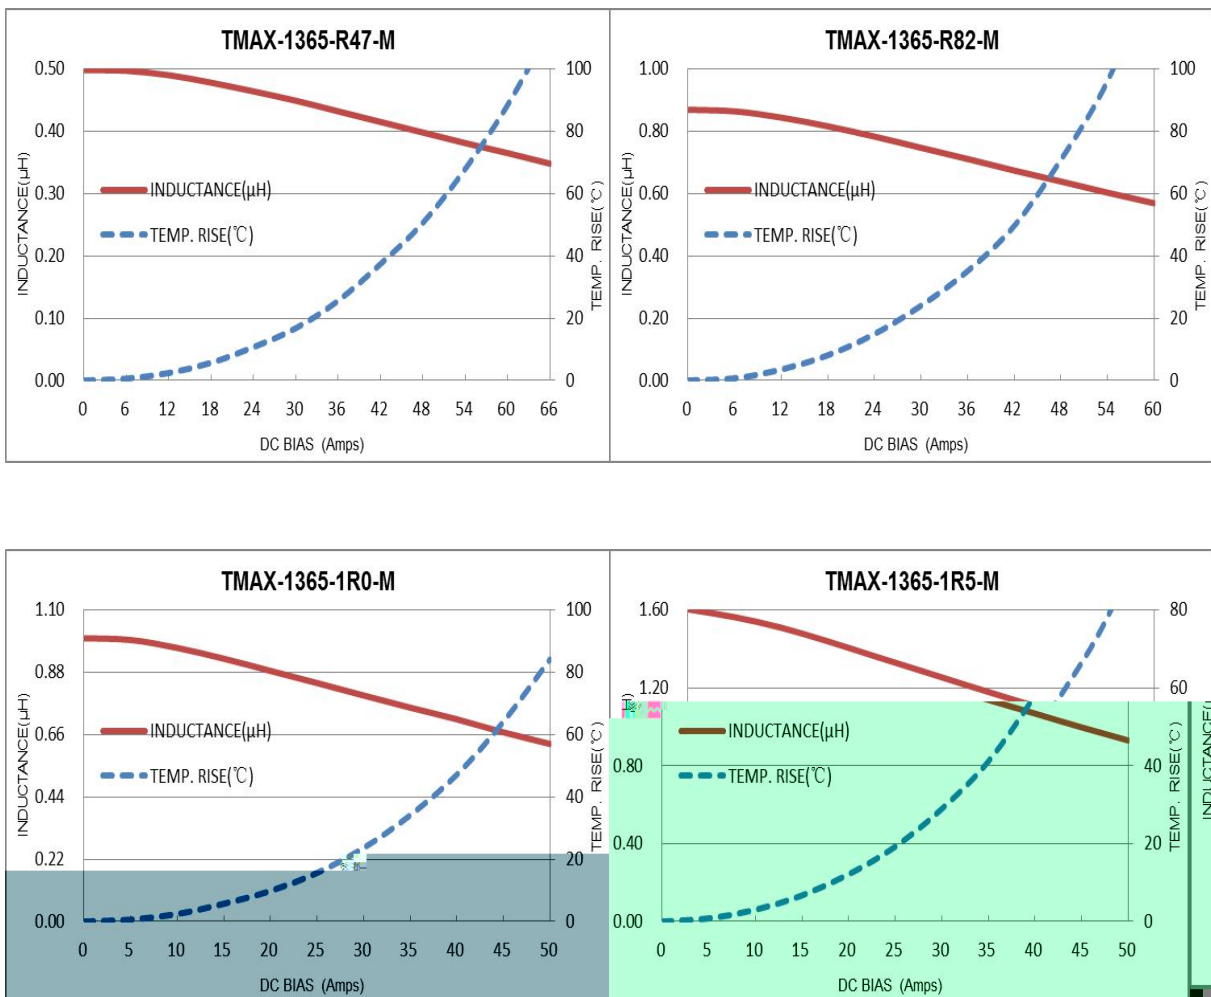 TMAX-1365-R47-M
0.50
0.40
0.30
0.20
0.10
0.00
INDUCTANCE(μH)
INDUCTANCE(μH)
TEMP. RISE(℃)
100
80
60
40
20
0
TEMP. RISE(℃)
0 6 12 18 24 30 36 42 48 54 60 66
DC BIAS (Amps)
TMAX-1365-R82-M
1.00
0.80
0.60
0.40
0.20
0.00
INDUCTANCE(μH)
INDUCTANCE(μH)
TEMP. RISE(℃)
100
80
60
40
20
0
TEMP. RISE(℃)
0 6 12 18 24 30 36 42 48 54 60
DC BIAS (Amps)
TMAX-1365-1R0-M
1.10
0.88
0.66
0.44
0.22
0.00
INDUCTANCE(μH)
INDUCTANCE(μH)
TEMP. RISE(℃)
100
80
60
40
20
0
TEMP. RISE(℃)
0 5 10 15 20 25 30 35 40 45 50
DC BIAS (Amps)
TMAX-1365-1R5-M
1.60
1.20
0.80
0.40
0.00
INDUCTANCE(μH)
TEMP. RISE(℃)
80
60
40
20
0
TEMP. RISE(℃)
0 5 10 15 20 25 30 35 40 45 50
DC BIAS (Amps)